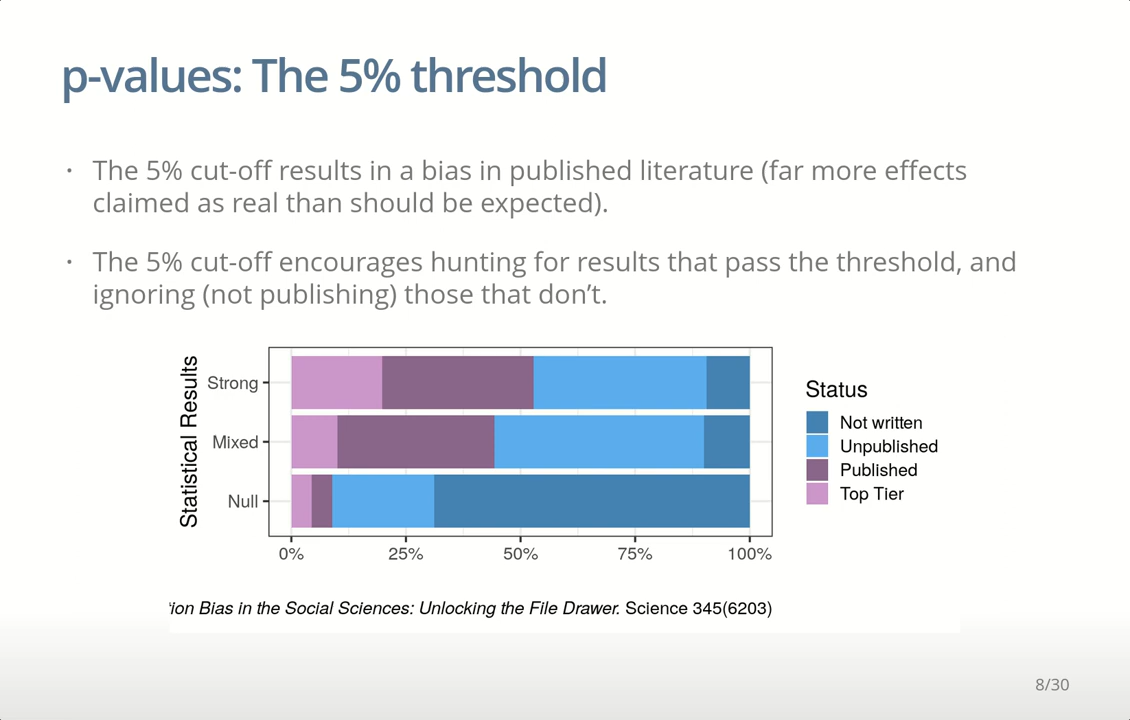 p-values: The 5% threshold
· The 5% cut-off results in a bias in published literature (far more effects
claimed as real than should be expected).
· The 5% cut-off encourages hunting for results that pass the threshold, and
ignoring (not publishing) those that don’t.
Statistical Results
Strong
Mixed
Null
0% 25% 50% 75% 100%
Status
Not written
Unpublished
Published
Top Tier
Bias in the Social Sciences: Unlocking the File Drawer. Science 345(6203)
8/30